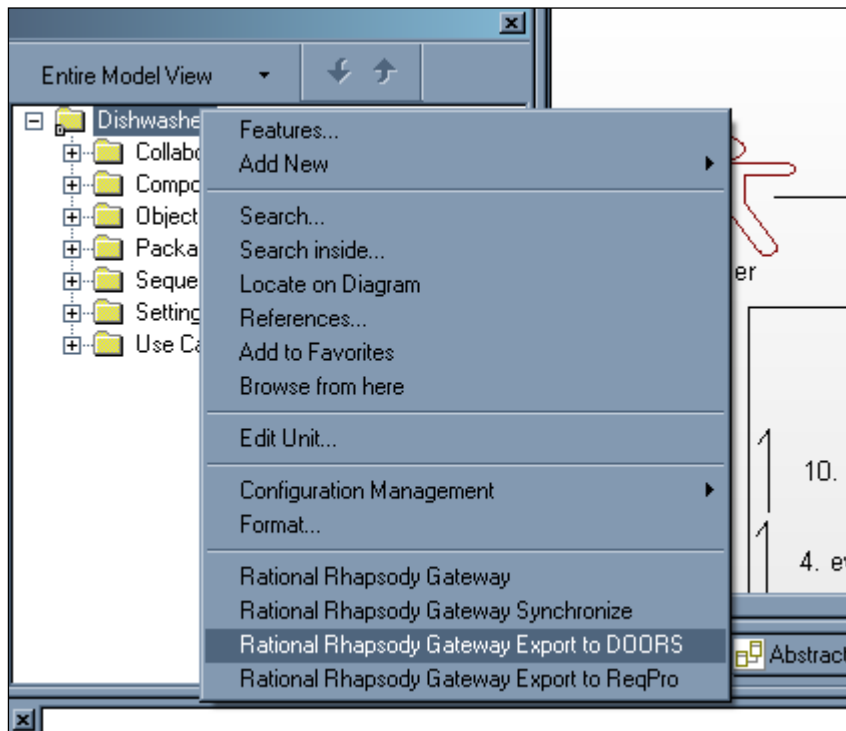 Entire Model View
Dishwashe
Collabo
Compo
Object
Packa
Seque
Setting
Use Ca
Features...
Add New
Search...
Search inside...
Locate on Diagram
References...
Add to Favorites
Browse from here
Edit Unit...
Configuration Management
Format...
Rational Rhapsody Gateway
Rational Rhapsody Gateway Synchronize
Rational Rhapsody Gateway Export to DOORS
Rational Rhapsody Gateway Export to ReqPro
er
10.
4. ev
Abstract